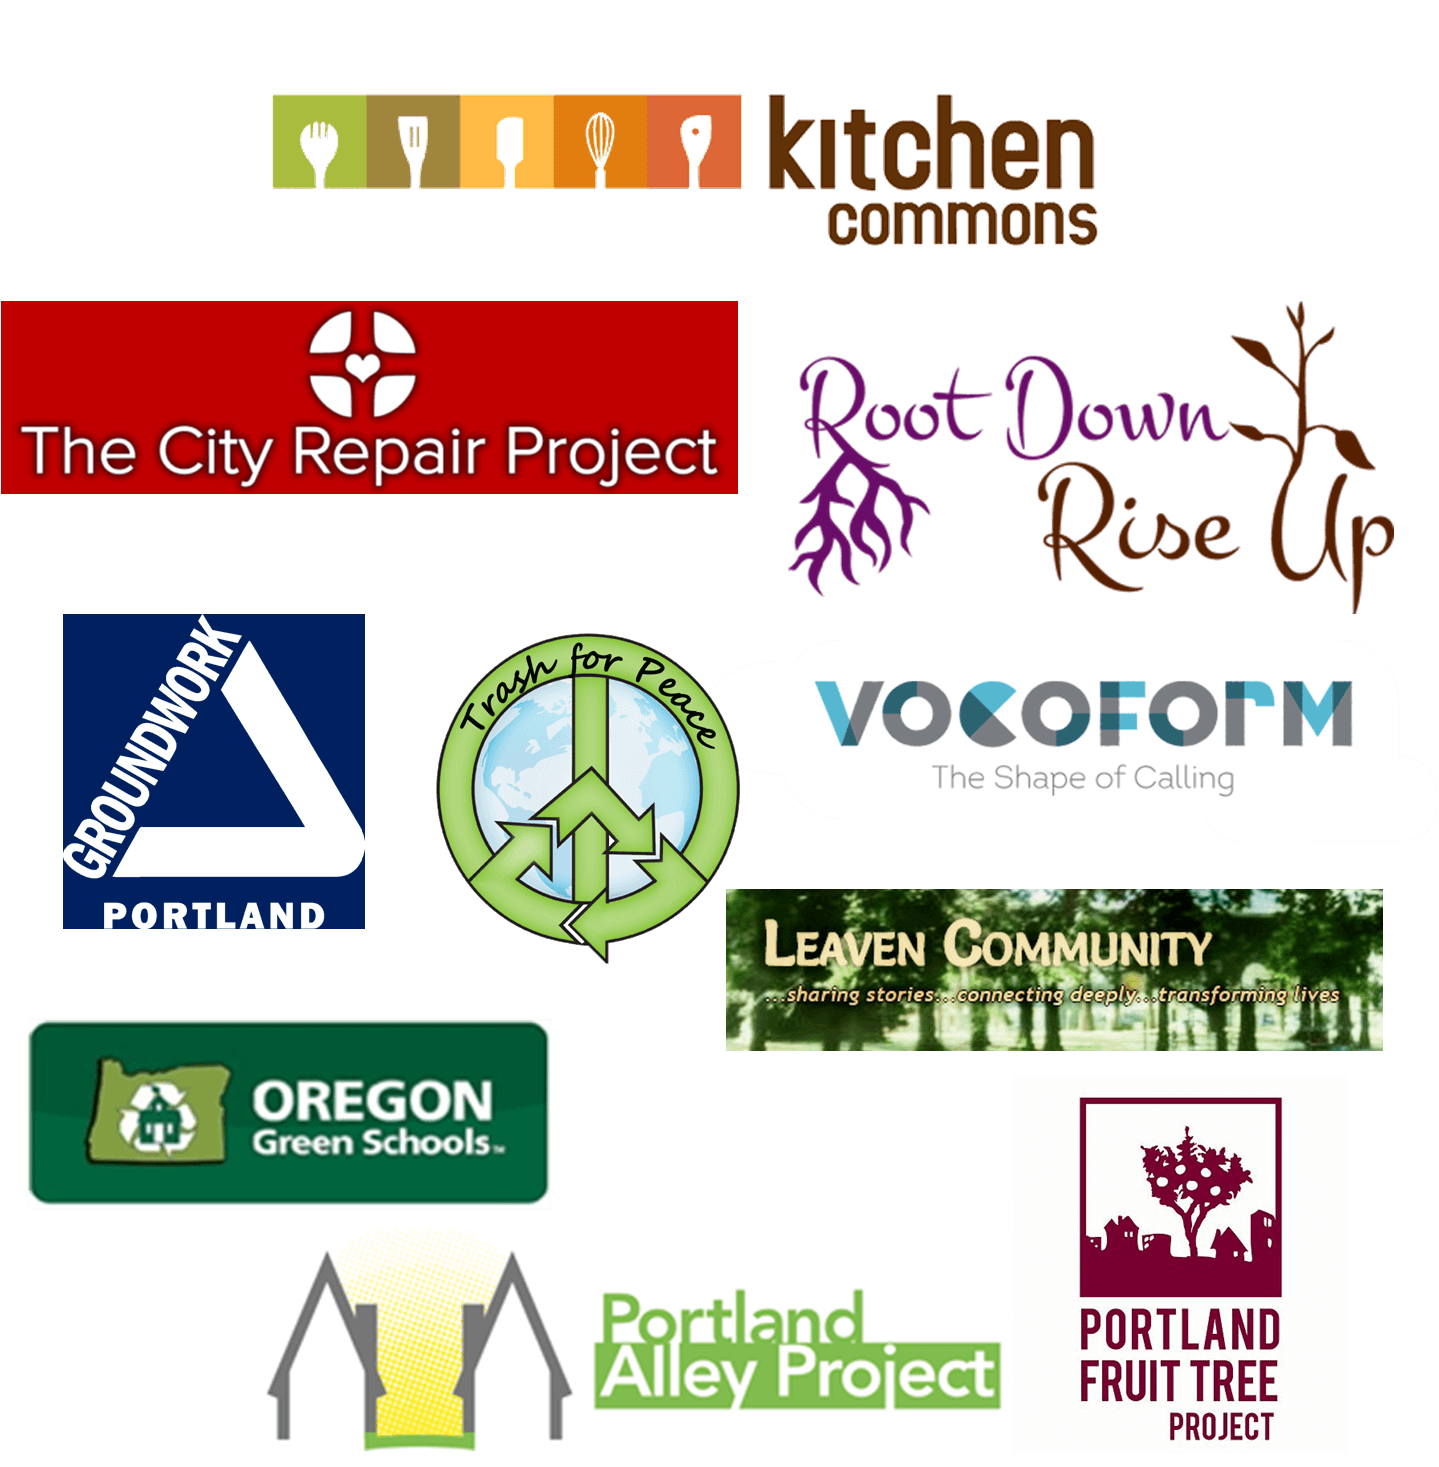 kitchen
commons
The City Repair Project
Root Down
Rise Up
GROUNDWORK
PORTLAND
Trash for Peace
VOCOFORM
The Shape of Calling
LEAVEN COMMUNITY
...sharing stories...connecting deeply...transforming lives
OREGON
Green Schools™
Portland
Alley Project
PORTLAND
FRUIT TREE
PROJECT